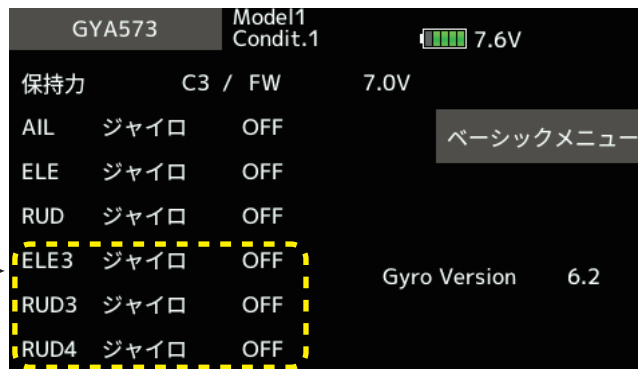 GYA573
Model1
Condit.1
7.6V
保持力 C3 / FW 7.0V
AIL ジャイロ OFF
ベーシックメニュー
ELE ジャイロ OFF
RUD ジャイロ OFF
ELE3 ジャイロ OFF
Gyro Version 6.2
RUD3 ジャイロ OFF
RUD4 ジャイロ OFF